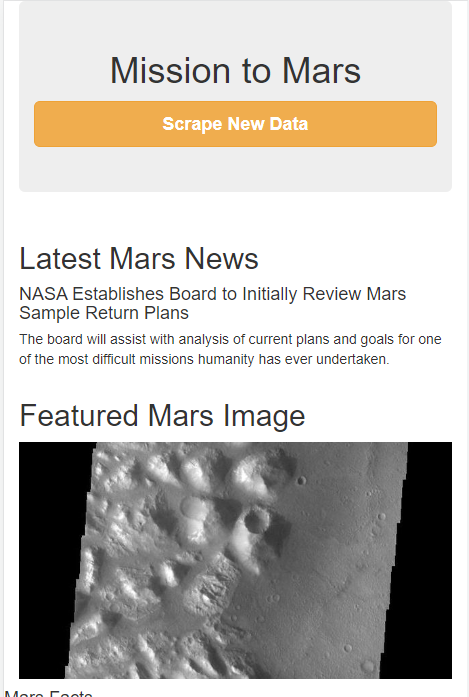 Mission to Mars
Scrape New Data
Latest Mars News
NASA Establishes Board to Initially Review Mars
Sample Return Plans
The board will assist with analysis of current plans and goals for one
of the most difficult missions humanity has ever undertaken.
Featured Mars Image
Mars Facts